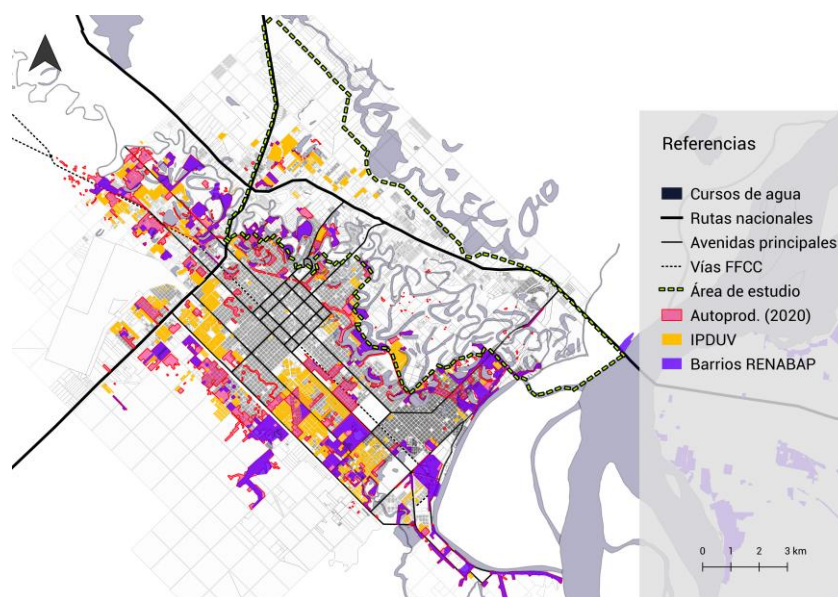 Referencias
Cursos de agua
Rutas nacionales
Avenidas principales
Vías FFCC
Área de estudio
Autoprod. (2020)
IPDUV
Barrios RENABAP
0 1 2 3 km